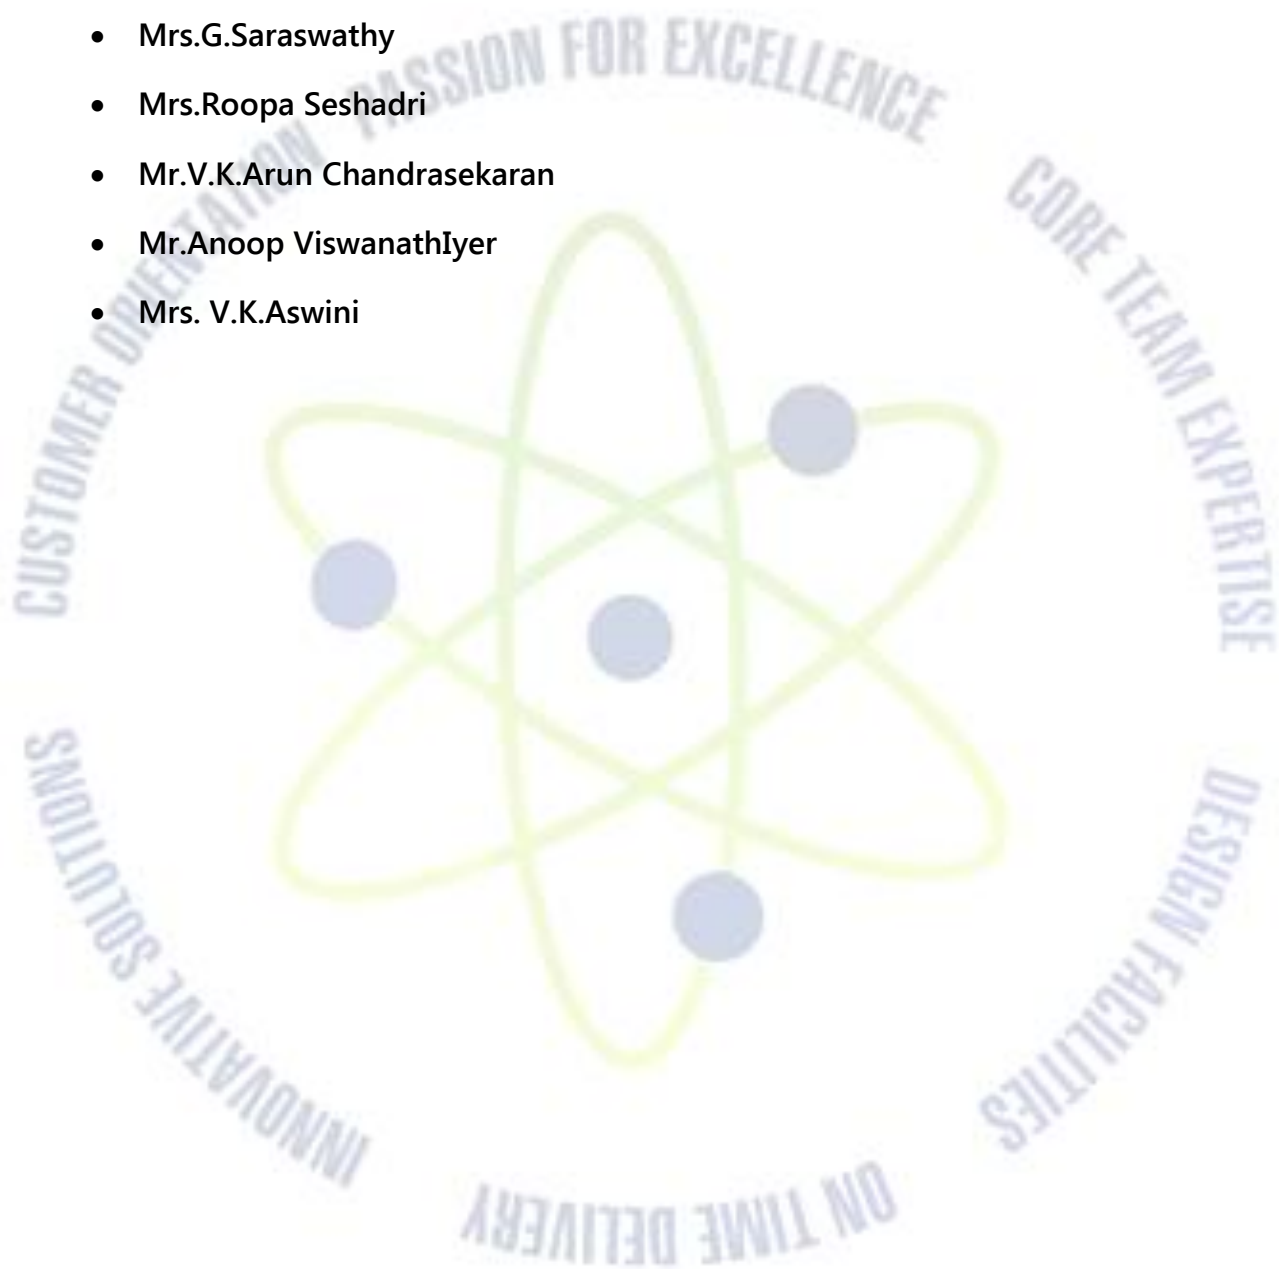 • Mrs.G.Saraswathy
• Mrs.Roopa Seshadri
• Mr.V.K.Arun Chandrasekaran
• Mr.Anoop ViswanathIyer
• Mrs. V.K.Aswini
CUSTOMER ORIENTATION
PASSION FOR EXCELLENCE
CORE TEAM EXPERTISE
DESIGN FACILITIES
ON TIME DELIVERY
INNOVATIVE SOLUTIONS